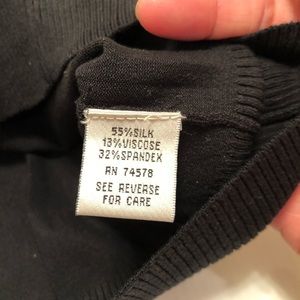 55%SILK
13%VISCOSE
32%SPANDEX
RN 74578
SEE REVERSE
FOR CARE